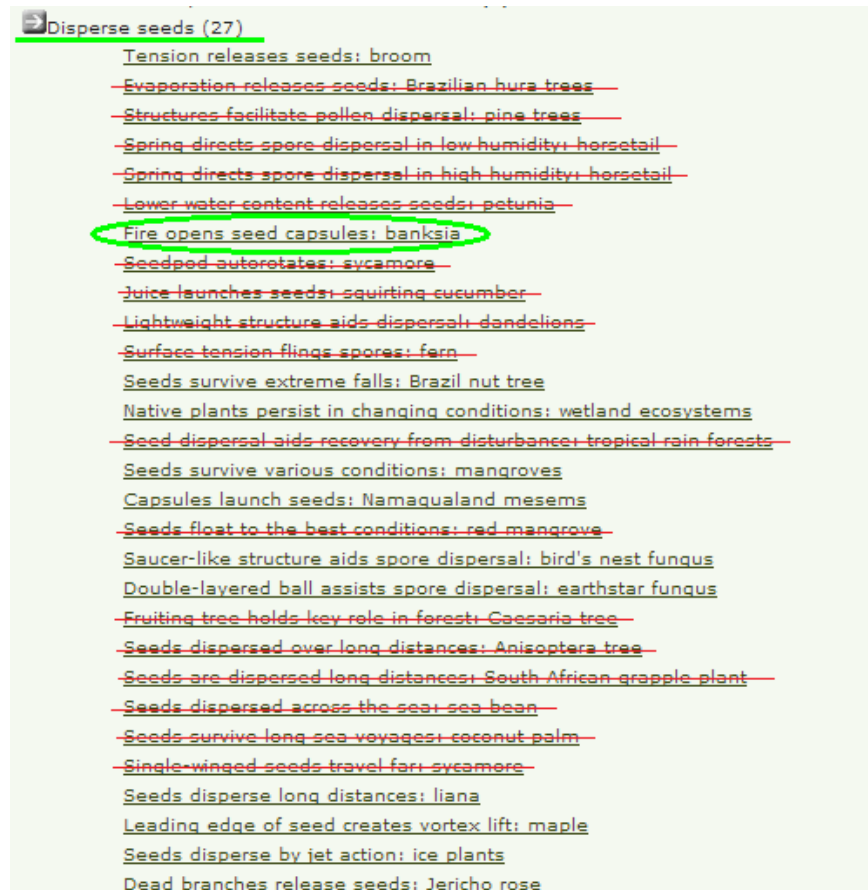 Disperse seeds (27)
Tension releases seeds: broom
Evaporation releases seeds: Brazilian hura trees
Structures facilitate pollen dispersal: pine trees
Spring directs spore dispersal in low humidity: horsetail
Spring directs spore dispersal in high humidity: horsetail
Lower water content releases seeds: petunia
Fire opens seed capsules: banksia
Seedpod autorotates: sycamore
Juice launches seeds: squirting cucumber
Lightweight structure aids dispersal: dandelions
Surface tension flings spores: fern
Seeds survive extreme falls: Brazil nut tree
Native plants persist in changing conditions: wetland ecosystems
Seed dispersal aids recovery from disturbance: tropical rain forests
Seeds survive various conditions: mangroves
Capsules launch seeds: Namaqualand mesems
Seeds float to the best conditions: red mangrove
Saucer-like structure aids spore dispersal: bird's nest fungus
Double-layered ball assists spore dispersal: earthstar fungus
Fruiting tree holds key role in forest: Caesaria tree
Seeds dispersed over long distances: Anisoptera tree
Seeds are dispersed long distances: South African grapple plant
Seeds dispersed across the sea: sea bean
Seeds survive long sea voyages: coconut palm
Single-winged seeds travel far: sycamore
Seeds disperse long distances: liana
Leading edge of seed creates vortex lift: maple
Seeds disperse by jet action: ice plants
Dead branches release seeds: Jericho rose